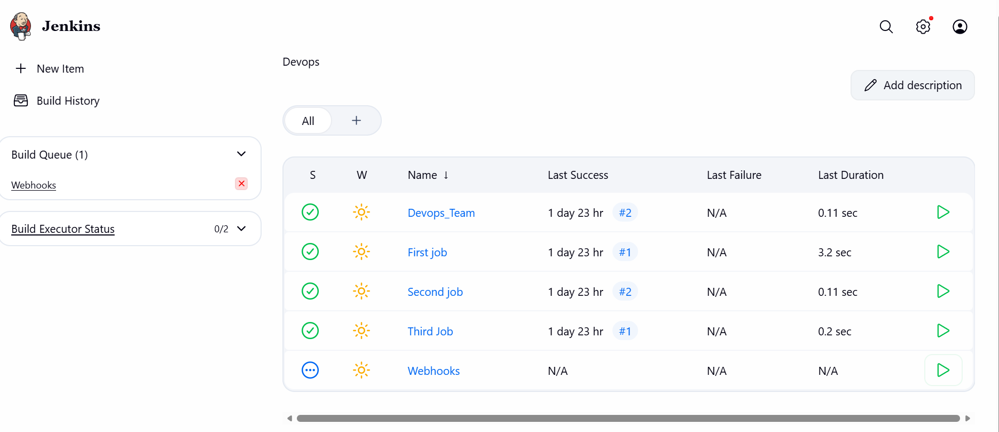 Jenkins
New Item
Build History
Build Queue (1)
Webhooks
Build Executor Status 0/2
Devops
Add description
All
S W Name ↓ Last Success Last Failure Last Duration
Devops_Team 1 day 23 hr #2 N/A 0.11 sec
First job 1 day 23 hr #1 N/A 3.2 sec
Second job 1 day 23 hr #2 N/A 0.11 sec
Third Job 1 day 23 hr #1 N/A 0.2 sec
Webhooks N/A N/A N/A